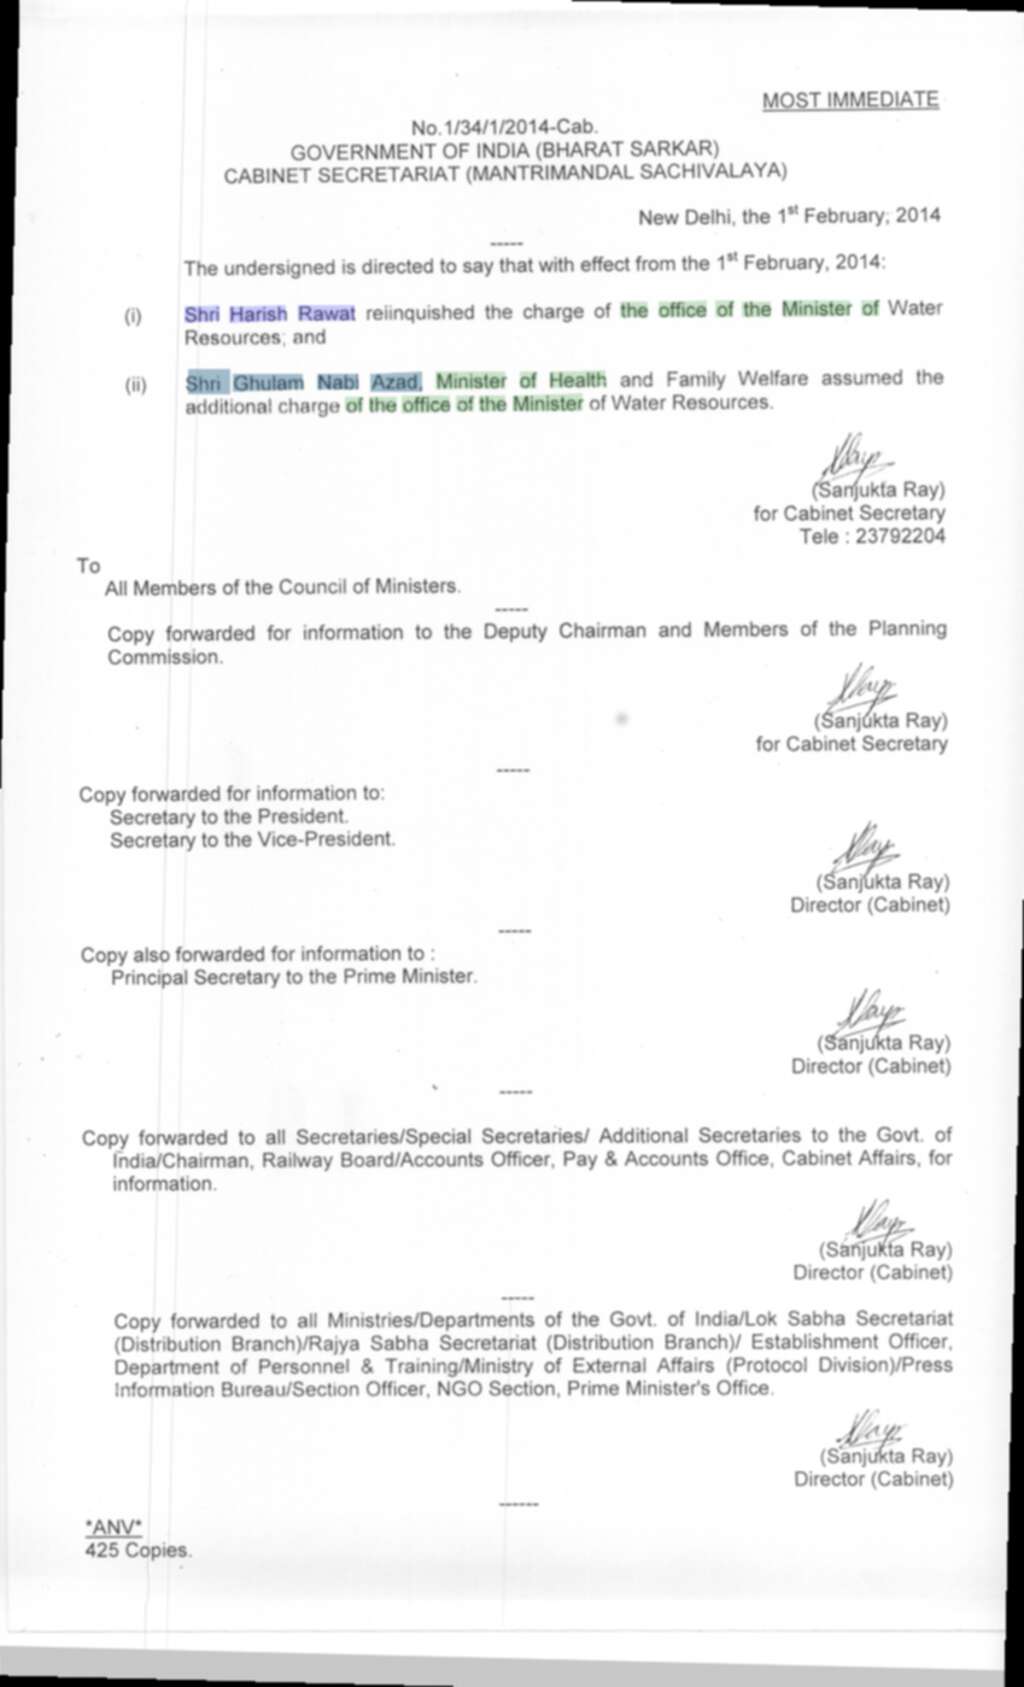 MOST IMMEDIATE
No.1/34/1/2014-Cab.
GOVERNMENT OF INDIA (BHARAT SARKAR)
CABINET SECRETARIAT (MANTRIMANDAL SACHIVALAYA)
New Delhi, the 1st February, 2014
-----
The undersigned is directed to say that with effect from the 1st February, 2014:
(i) Shri Harish Rawat relinquished the charge of the office of the Minister of Water
Resources; and
(ii) Shri Ghulam Nabi Azad, Minister of Health and Family Welfare assumed the
additional charge of the office of the Minister of Water Resources.
(Sanjukta Ray)
for Cabinet Secretary
Tele : 23792204
To
All Members of the Council of Ministers.
-----
Copy forwarded for information to the Deputy Chairman and Members of the Planning
Commission.
(Sanjukta Ray)
for Cabinet Secretary
-----
Copy forwarded for information to:
Secretary to the President.
Secretary to the Vice-President.
(Sanjukta Ray)
Director (Cabinet)
-----
Copy also forwarded for information to :
Principal Secretary to the Prime Minister.
(Sanjukta Ray)
Director (Cabinet)
-----
Copy forwarded to all Secretaries/Special Secretaries/ Additional Secretaries to the Govt. of
India/Chairman, Railway Board/Accounts Officer, Pay & Accounts Office, Cabinet Affairs, for
information.
(Sanjukta Ray)
Director (Cabinet)
-----
Copy forwarded to all Ministries/Departments of the Govt. of India/Lok Sabha Secretariat
(Distribution Branch)/Rajya Sabha Secretariat (Distribution Branch)/ Establishment Officer,
Department of Personnel & Training/Ministry of External Affairs (Protocol Division)/Press
Information Bureau/Section Officer, NGO Section, Prime Minister's Office.
(Sanjukta Ray)
Director (Cabinet)
------
*ANV*
425 Copies.